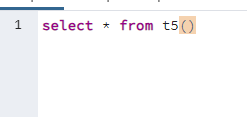 1 select * from t5()